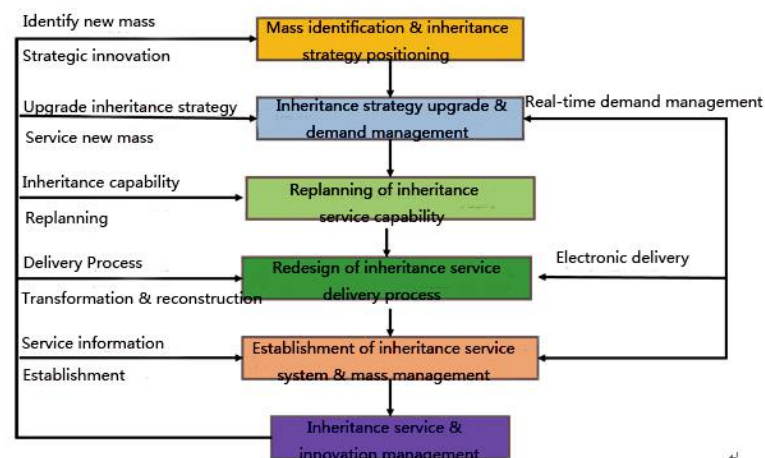 Identify new mass
Strategic innovation
Mass identification & inheritance
strategy positioning
Upgrade inheritance strategy
Service new mass
Inheritance strategy upgrade &
demand management
Real-time demand management
Inheritance capability
Replanning
Replanning of inheritance
service capability
Delivery Process
Transformation & reconstruction
Redesign of inheritance service
delivery process
Electronic delivery
Service information
Establishment
Establishment of inheritance service
system & mass management
Inheritance service &
innovation management